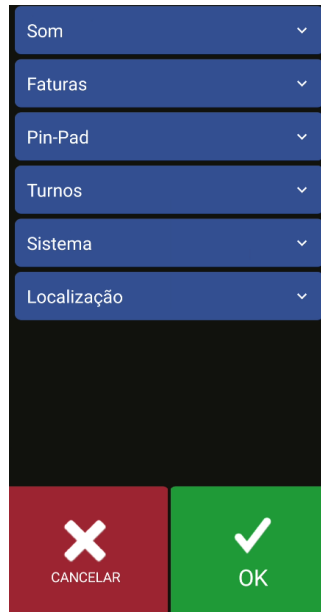 Som
Faturas
Pin-Pad
Turnos
Sistema
Localização
CANCELAR
OK